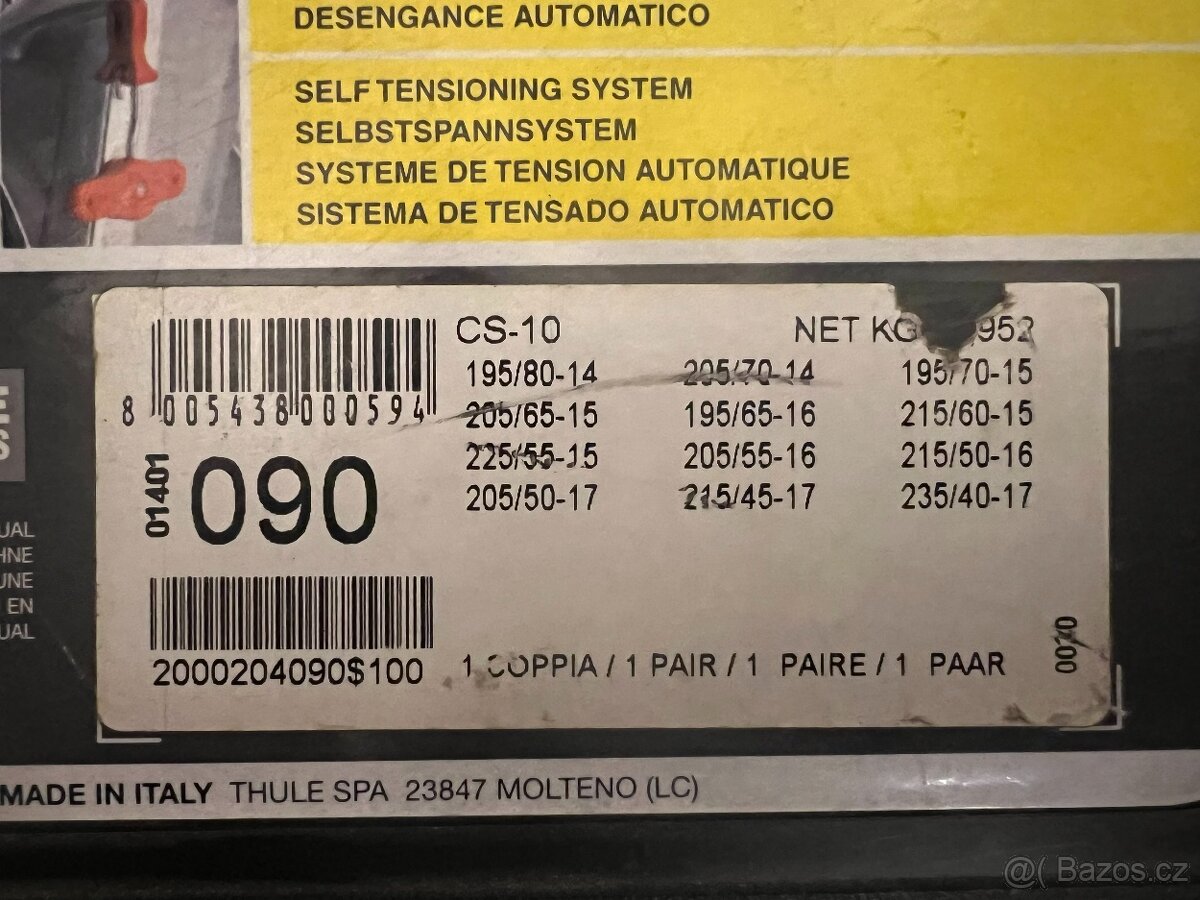 DESENGANCE AUTOMATICO
SELF TENSIONING SYSTEM
SELBSTSPANNSYSTEM
SYSTEME DE TENSION AUTOMATIQUE
SISTEMA DE TENSADO AUTOMATICO
CS-10 NET KG 952
195/80-14 205/70-14 195/70-15
205/65-15 195/65-16 215/60-15
225/55-15 205/55-16 215/50-16
205/50-17 215/45-17 235/40-17
8 005438 000594
01401
090
2000204090$100
1 COPPIA / 1 PAIR / 1 PAIRE / 1 PAAR
EN
MADE IN ITALY THULE SPA 23847 MOLTENO (LC)
Bazos.cz